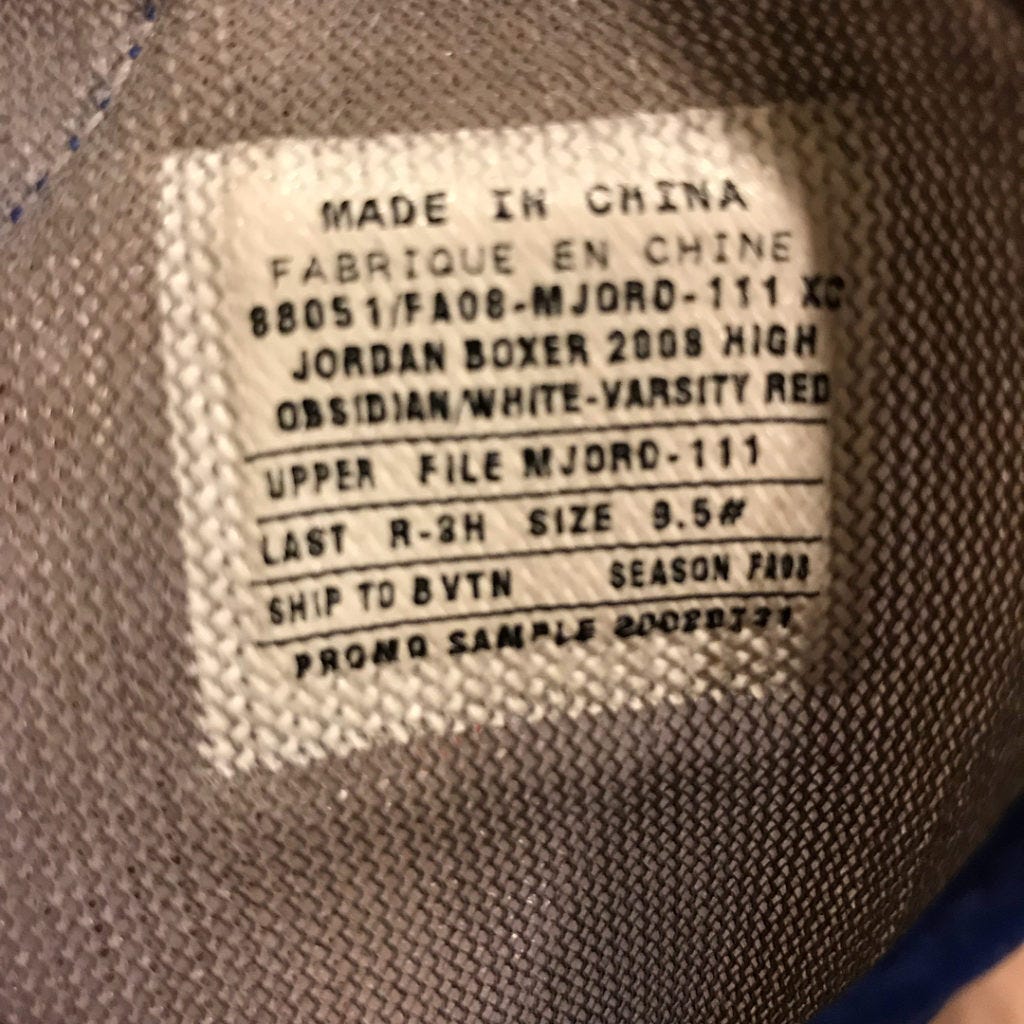 MADE IN CHINA
FABRIQUE EN CHINE
88051/FA08-MJORD-111 XC
JORDAN BOXER 2008 HIGH
OBSIDIAN/WHITE-VARSITY RED
UPPER FILE MJORD-111
LAST R-3H SIZE 9.5#
SHIP TO BVTN SEASON FA08
PROMO SAMPLE